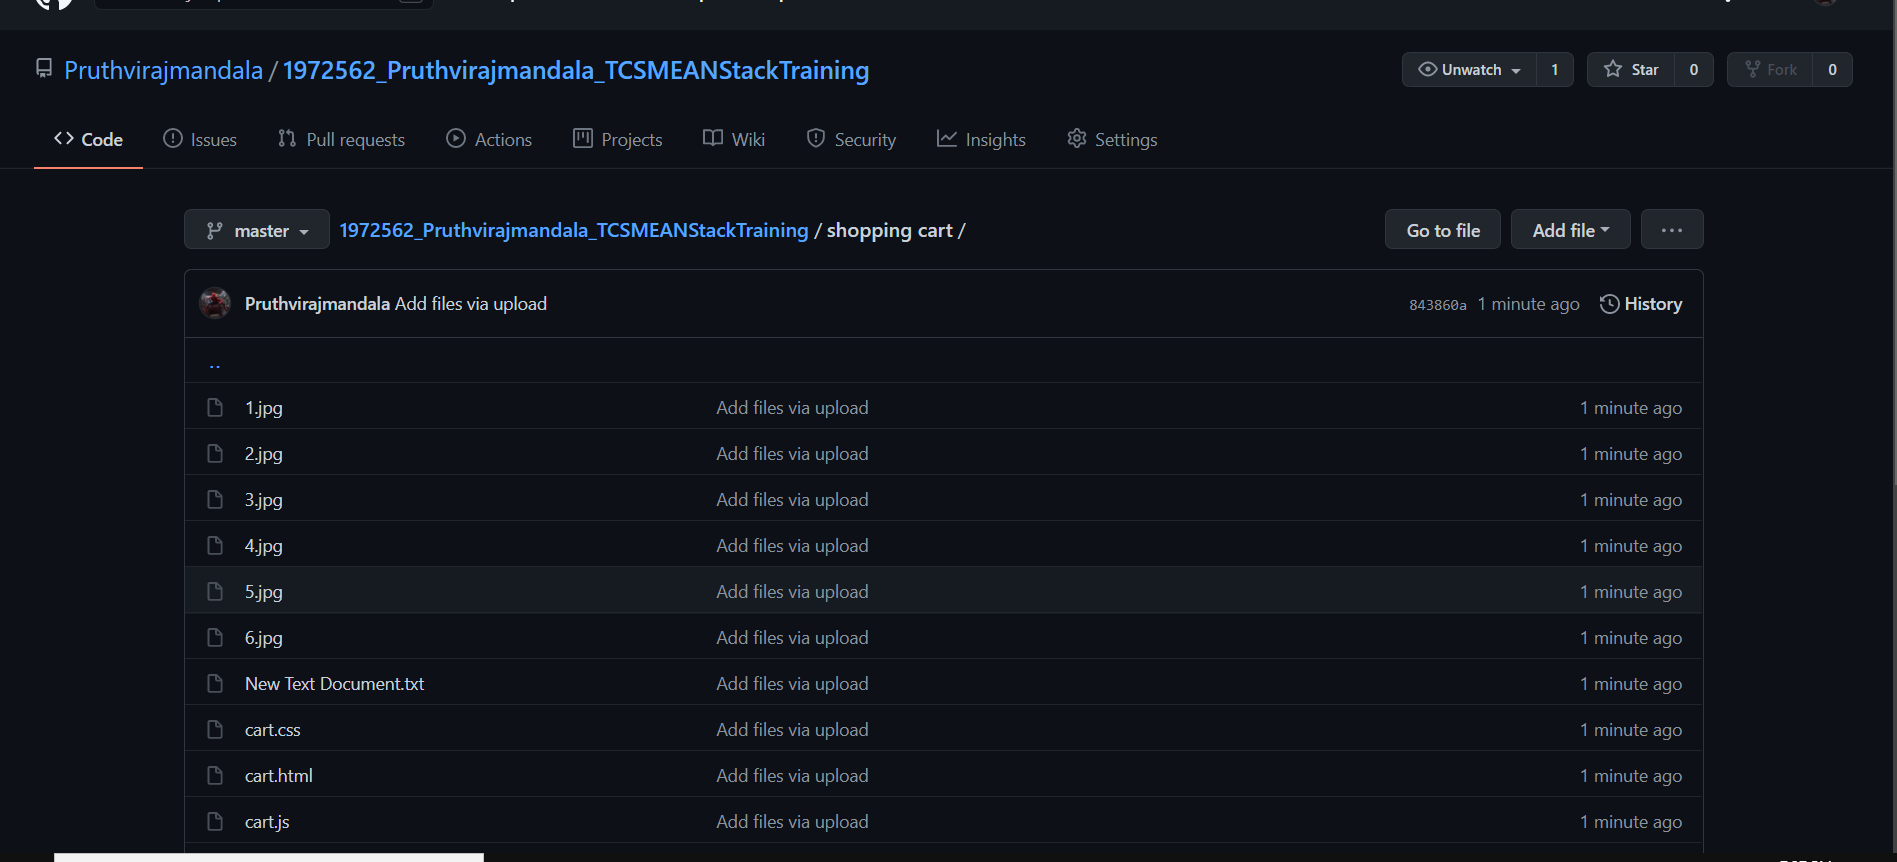 Pruthvirajmandala / 1972562_Pruthvirajmandala_TCSMEANStackTraining
Unwatch 1 Star 0 Fork 0
Code Issues Pull requests Actions Projects Wiki Security Insights Settings
master 1972562_Pruthvirajmandala_TCSMEANStackTraining / shopping cart / Go to file Add file ...
Pruthvirajmandala Add files via upload 843860a 1 minute ago History
..
1.jpg Add files via upload 1 minute ago
2.jpg Add files via upload 1 minute ago
3.jpg Add files via upload 1 minute ago
4.jpg Add files via upload 1 minute ago
5.jpg Add files via upload 1 minute ago
6.jpg Add files via upload 1 minute ago
New Text Document.txt Add files via upload 1 minute ago
cart.css Add files via upload 1 minute ago
cart.html Add files via upload 1 minute ago
cart.js Add files via upload 1 minute ago